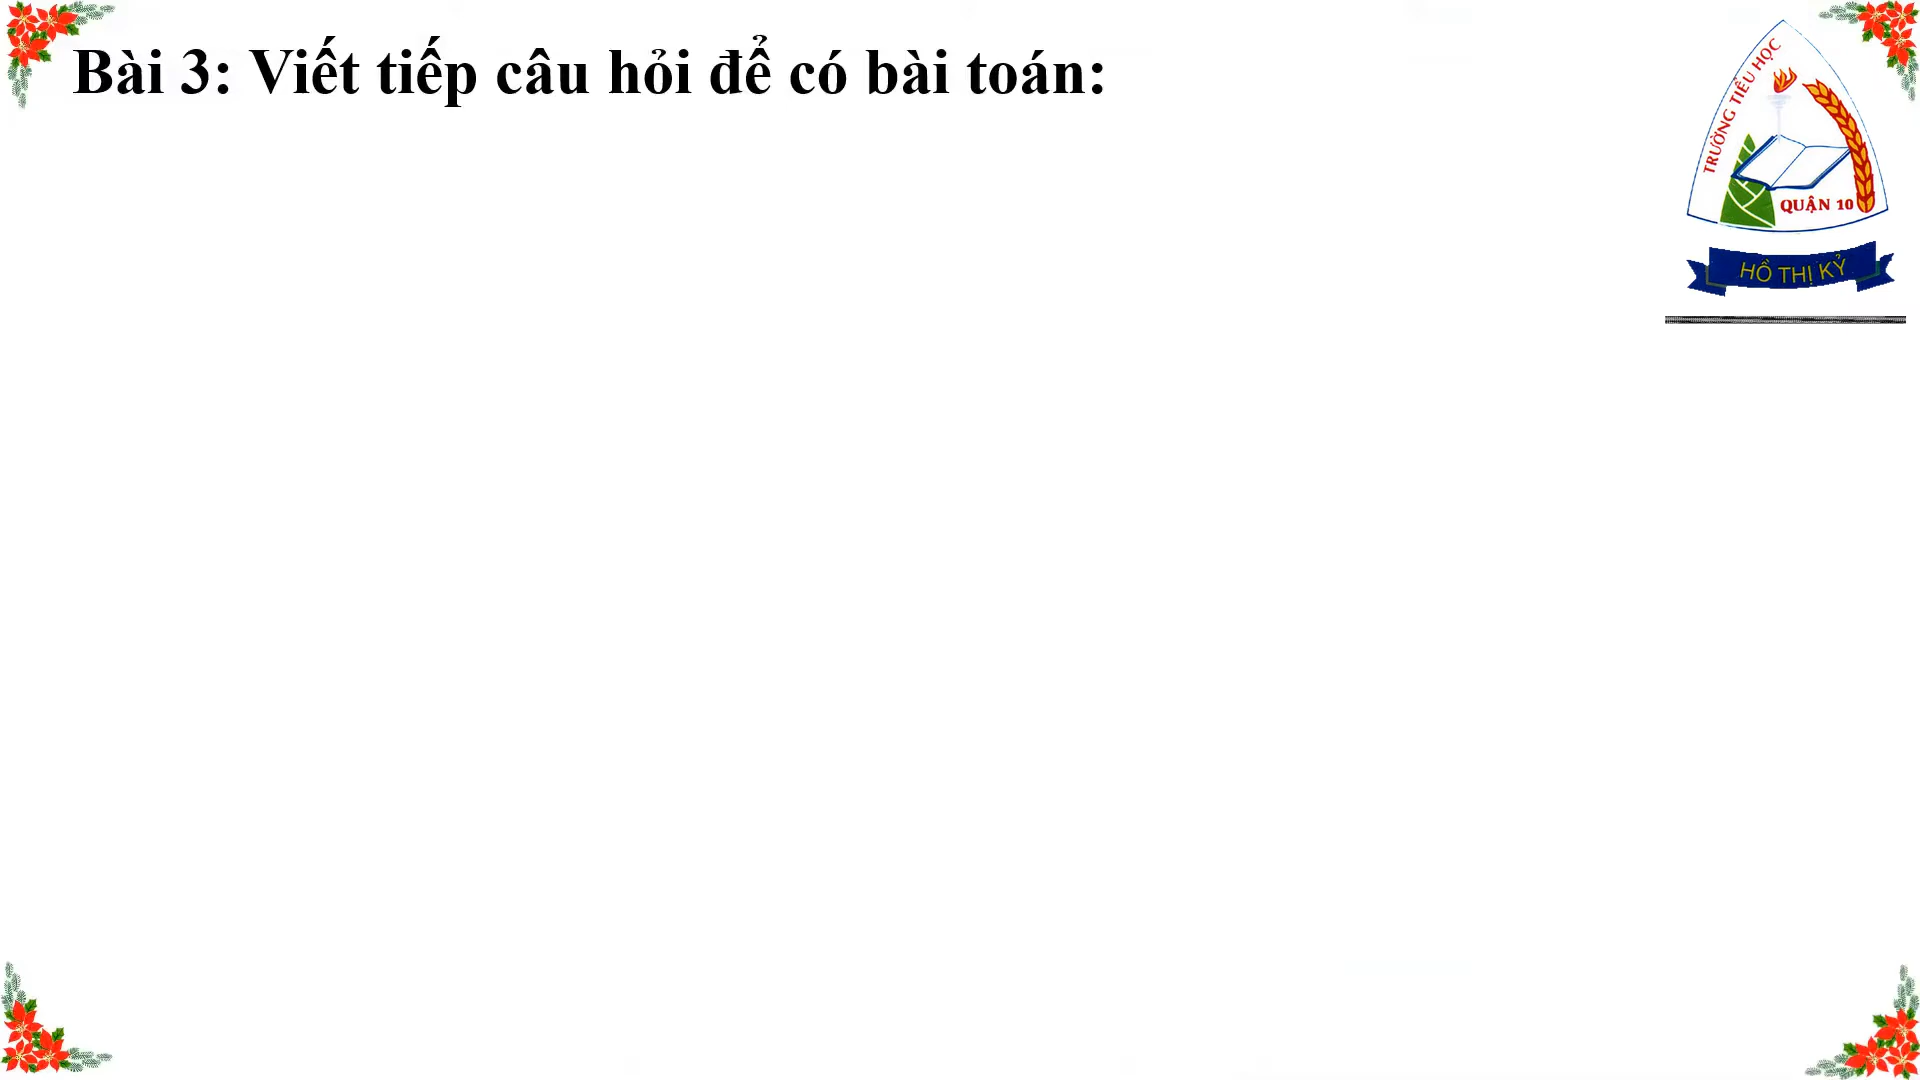 Bài 3: Viết tiếp câu hỏi để có bài toán:
TRƯỜNG TIỂU HỌC
QUẬN 10
HỒ THỊ KỶ